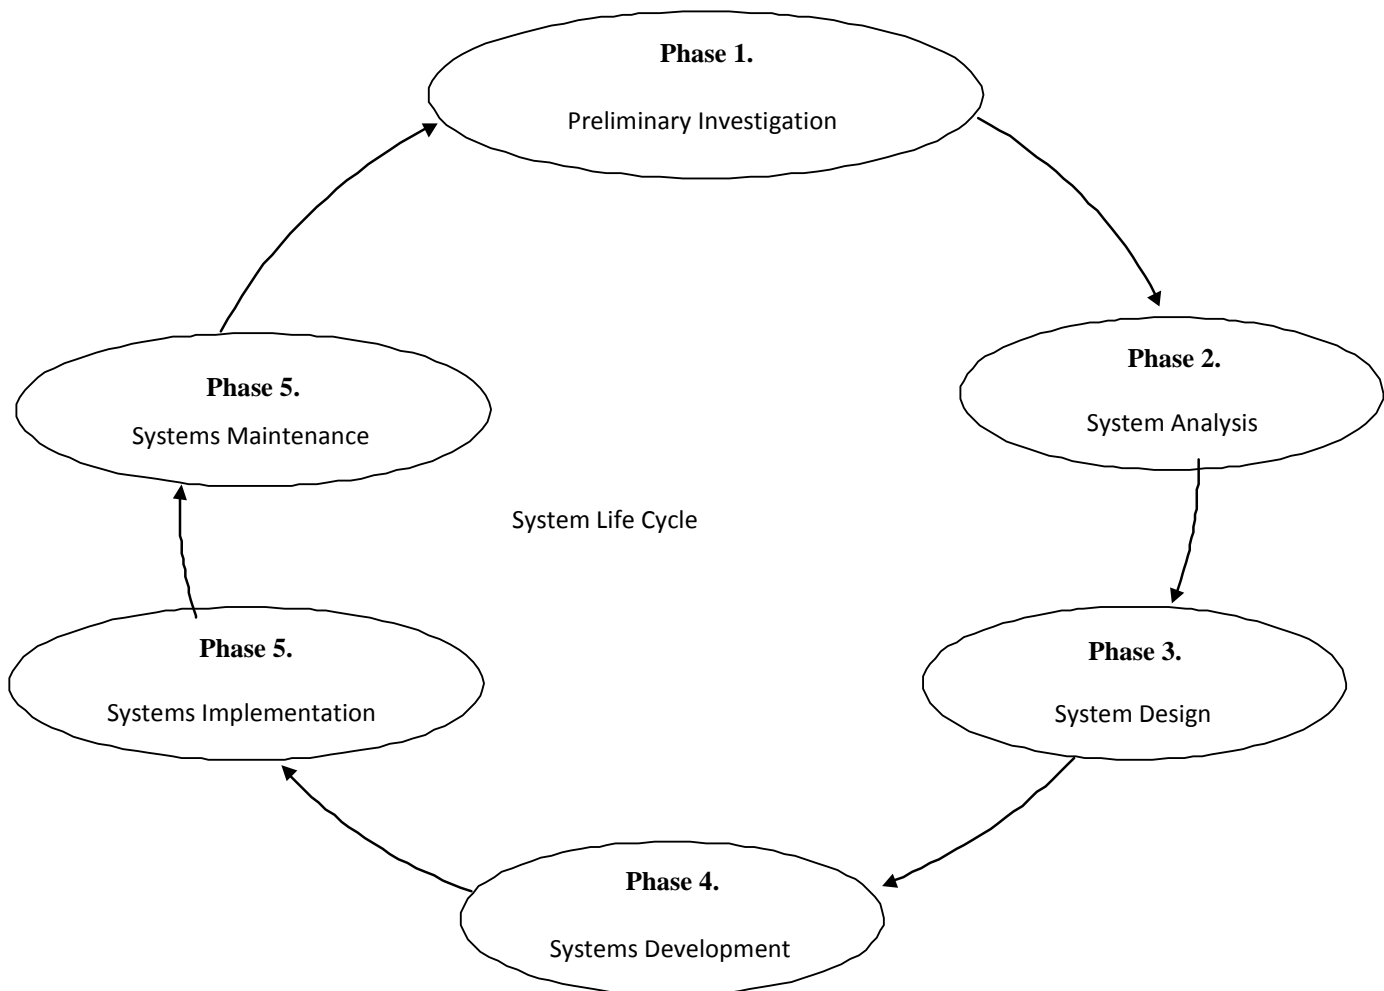 Phase 1.
Preliminary Investigation
Phase 2.
System Analysis
Phase 3.
System Design
Phase 4.
Systems Development
Phase 5.
Systems Implementation
Phase 5.
Systems Maintenance
System Life Cycle